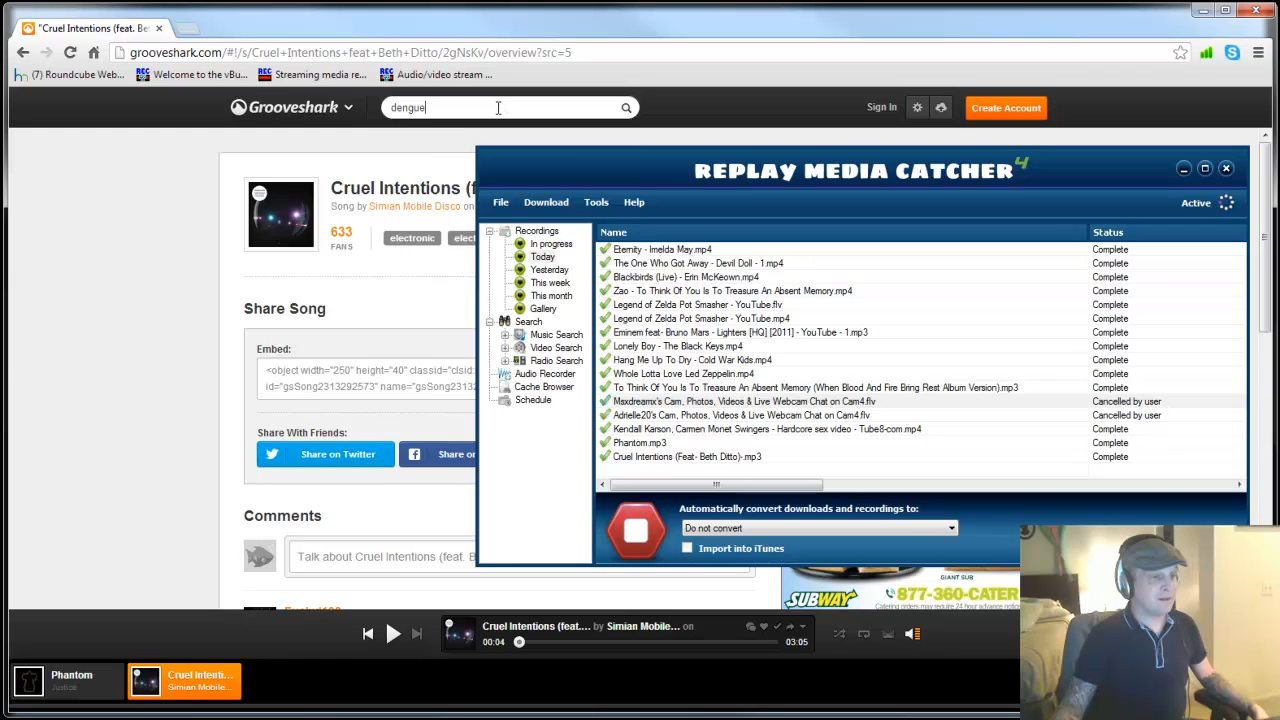 "Cruel Intentions (feat. Be
grooveshark.com/#!/s/Cruel+Intentions+feat+Beth+Ditto/2gNsKv/overview?src=5
(7) Roundcube Web...
Welcome to the vBu...
Streaming media re...
Audio/video stream ...
Grooveshark
dengue
Sign In
Create Account
Cruel Intentions (
Song by Simian Mobile Disco on
633
FANS
electronic
elect
Share Song
Embed:
<object width="250" height="40" classid="clsid:
id="gsSong2313292573" name="gsSong2313
Share With Friends:
Share on Twitter
Share on
Comments
Talk about Cruel Intentions (feat. B
REPLAY MEDIA CATCHER 4
File Download Tools Help
Active
Recordings
In progress
Today
Yesterday
This week
This month
Gallery
Search
Music Search
Video Search
Radio Search
Audio Recorder
Cache Browser
Schedule
Name Status
Eternity - Imelda May.mp4 Complete
The One Who Got Away - Devil Doll - 1.mp4 Complete
Blackbirds (Live) - Erin McKeown.mp4 Complete
Zao - To Think Of You Is To Treasure An Absent Memory.mp4 Complete
Legend of Zelda Pot Smasher - YouTube.flv Complete
Legend of Zelda Pot Smasher - YouTube.mp4 Complete
Eminem feat- Bruno Mars - Lighters [HQ] [2011] - YouTube - 1.mp3 Complete
Lonely Boy - The Black Keys.mp4 Complete
Hang Me Up To Dry - Cold War Kids.mp4 Complete
Whole Lotta Love Led Zeppelin.mp4 Complete
To Think Of You Is To Treasure An Absent Memory (When Blood And Fire Bring Rest Album Version).mp3 Complete
Maxdreamx's Cam, Photos, Videos & Live Webcam Chat on Cam4.flv Cancelled by user
Adrielle20's Cam, Photos, Videos & Live Webcam Chat on Cam4.flv Cancelled by user
Kendall Karson, Carmen Monet Swingers - Hardcore sex video - Tube8-com.mp4 Complete
Phantom.mp3 Complete
Cruel Intentions (Feat- Beth Ditto)-.mp3 Complete
Automatically convert downloads and recordings to:
Do not convert
Import into iTunes
GIANT SUB
SUBWAY
877-360-CATER
Catering orders may require 24 hour advance notice
Cruel Intentions (feat.... by Simian Mobile... on
00:04
03:05
Phantom
Justice
Cruel Intenti...
Simian Mobile...